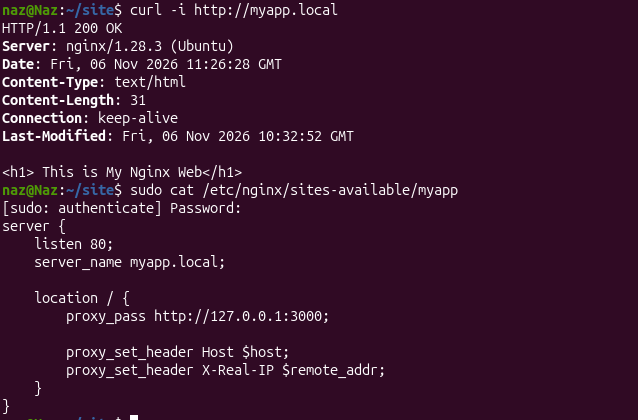 naz@Naz:~/site$ curl -i http://myapp.local
HTTP/1.1 200 OK
Server: nginx/1.28.3 (Ubuntu)
Date: Fri, 06 Nov 2026 11:26:28 GMT
Content-Type: text/html
Content-Length: 31
Connection: keep-alive
Last-Modified: Fri, 06 Nov 2026 10:32:52 GMT

<h1> This is My Nginx Web</h1>
naz@Naz:~/site$ sudo cat /etc/nginx/sites-available/myapp
[sudo: authenticate] Password:
server {
    listen 80;
    server_name myapp.local;

    location / {
        proxy_pass http://127.0.0.1:3000;

        proxy_set_header Host $host;
        proxy_set_header X-Real-IP $remote_addr;
    }
}
naz@Naz:~/site$